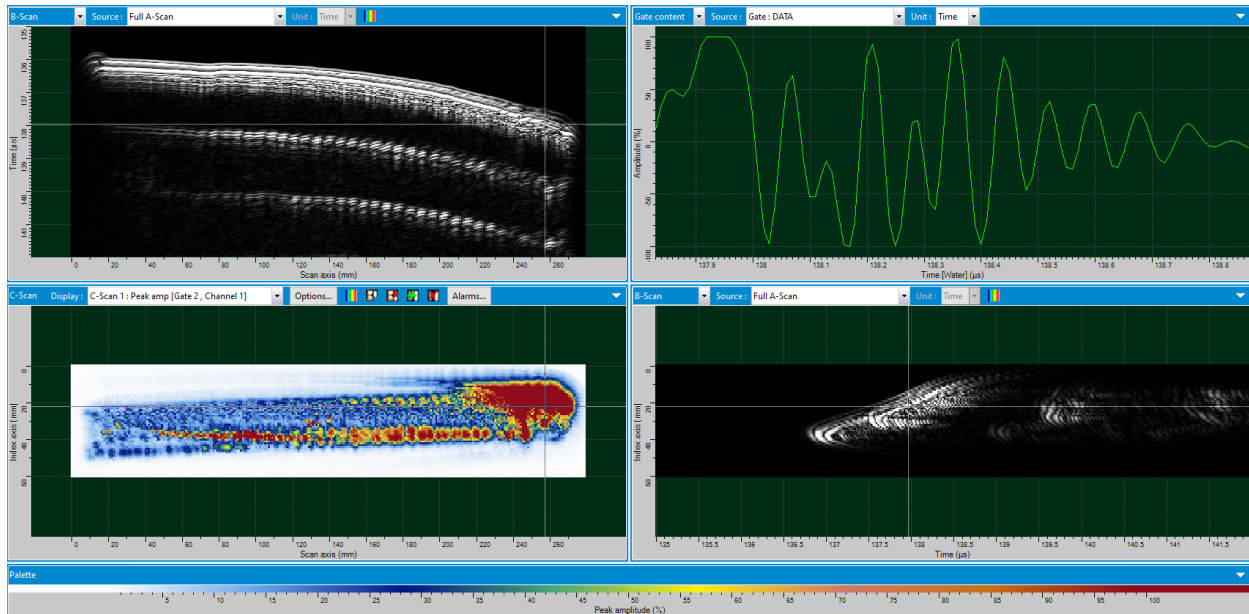 B-Scan Source: Full A-Scan Unit: Time
135
136
137
138
139
140
141
Time [µs]
0 20 40 60 80 100 120 140 160 180 200 220 240 260
Scan axis (mm)
Gate content Source: Gate : DATA Unit: Time
100
50
0
-50
-100
Amplitude (%)
137.9 138 138.1 138.2 138.3 138.4 138.5 138.6 138.7 138.8
Time [Water] (µs)
C-Scan Display: C-Scan 1 : Peak amp [Gate 2 , Channel 1] Options... Alarms...
0
20
40
60
Index axis [mm]
0 20 40 60 80 100 120 140 160 180 200 220 240 260
Scan axis (mm)
B-Scan Source: Full A-Scan Unit: Time
0
20
40
60
Index axis [mm]
135 135.5 136 136.5 137 137.5 138 138.5 139 139.5 140 140.5 141 141.5
Time (µs)
Palette
5 10 15 20 25 30 35 40 45 50 55 60 65 70 75 80 85 90 95 100
Peak amplitude (%)